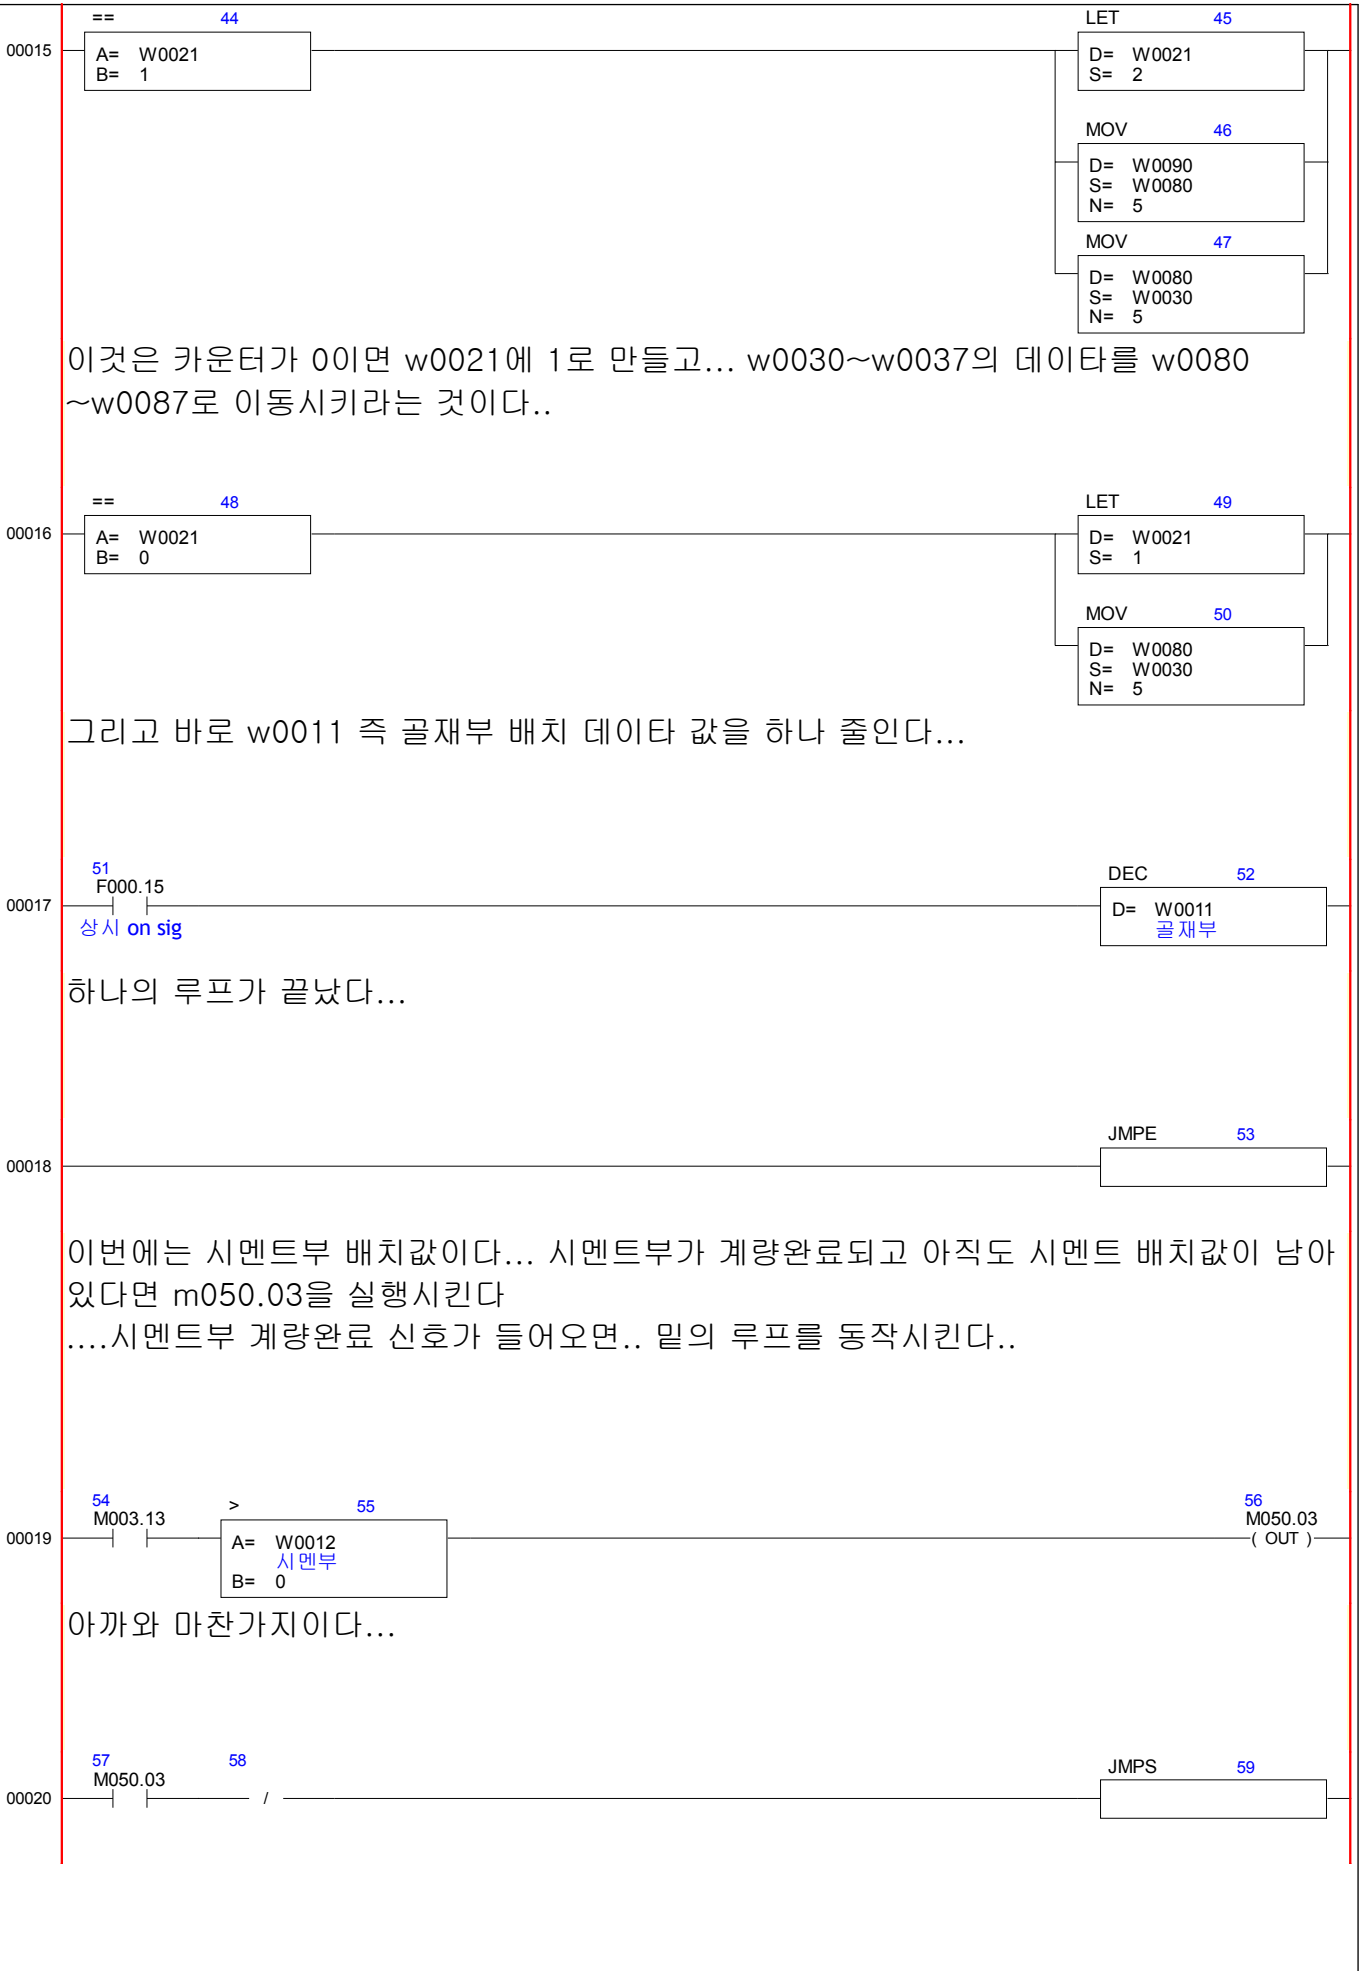 == 44 LET 45
00015 A= W0021 D= W0021
B= 1 S= 2
MOV 46
D= W0090
S= W0080
N= 5
MOV 47
D= W0080
S= W0030
N= 5
이것은 카운터가 0이면 w0021에 1로 만들고... w0030~w0037의 데이타를 w0080
~w0087로 이동시키라는 것이다..
== 48 LET 49
00016 A= W0021 D= W0021
B= 0 S= 1
MOV 50
D= W0080
S= W0030
N= 5
그리고 바로 w0011 즉 골재부 배치 데이타 값을 하나 줄인다...
51 DEC 52
F000.15
00017 D= W0011
상시 on sig 골재부
하나의 루프가 끝났다...
JMPE 53
00018
이번에는 시멘트부 배치값이다... 시멘트부가 계량완료되고 아직도 시멘트 배치값이 남아
있다면 m050.03을 실행시킨다
....시멘트부 계량완료 신호가 들어오면.. 밑의 루프를 동작시킨다..
54 > 55 56
M003.13 M050.03
00019 A= W0012 ( OUT )
시멘부
B= 0
아까와 마찬가지이다...
57 58 JMPS 59
M050.03
00020 /